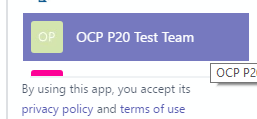 OP OCP P20 Test Team
OCP P2
By using this app, you accept its
privacy policy and terms of use